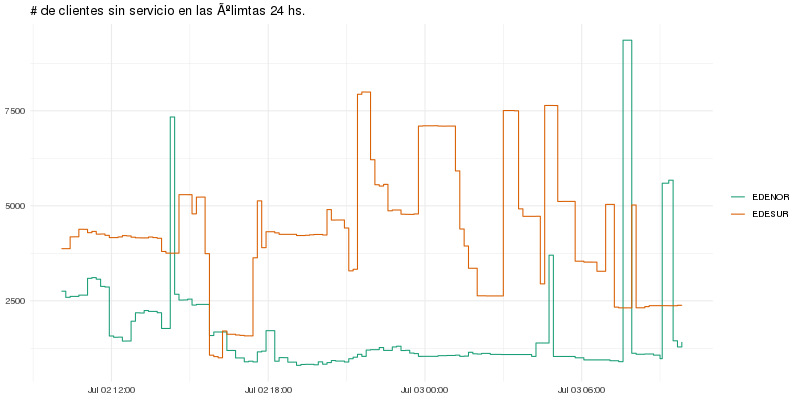 # de clientes sin servicio en las Ãºlimtas 24 hs.
7500
5000
2500
EDENOR
EDESUR
Jul 02 12:00
Jul 02 18:00
Jul 03 00:00
Jul 03 06:00